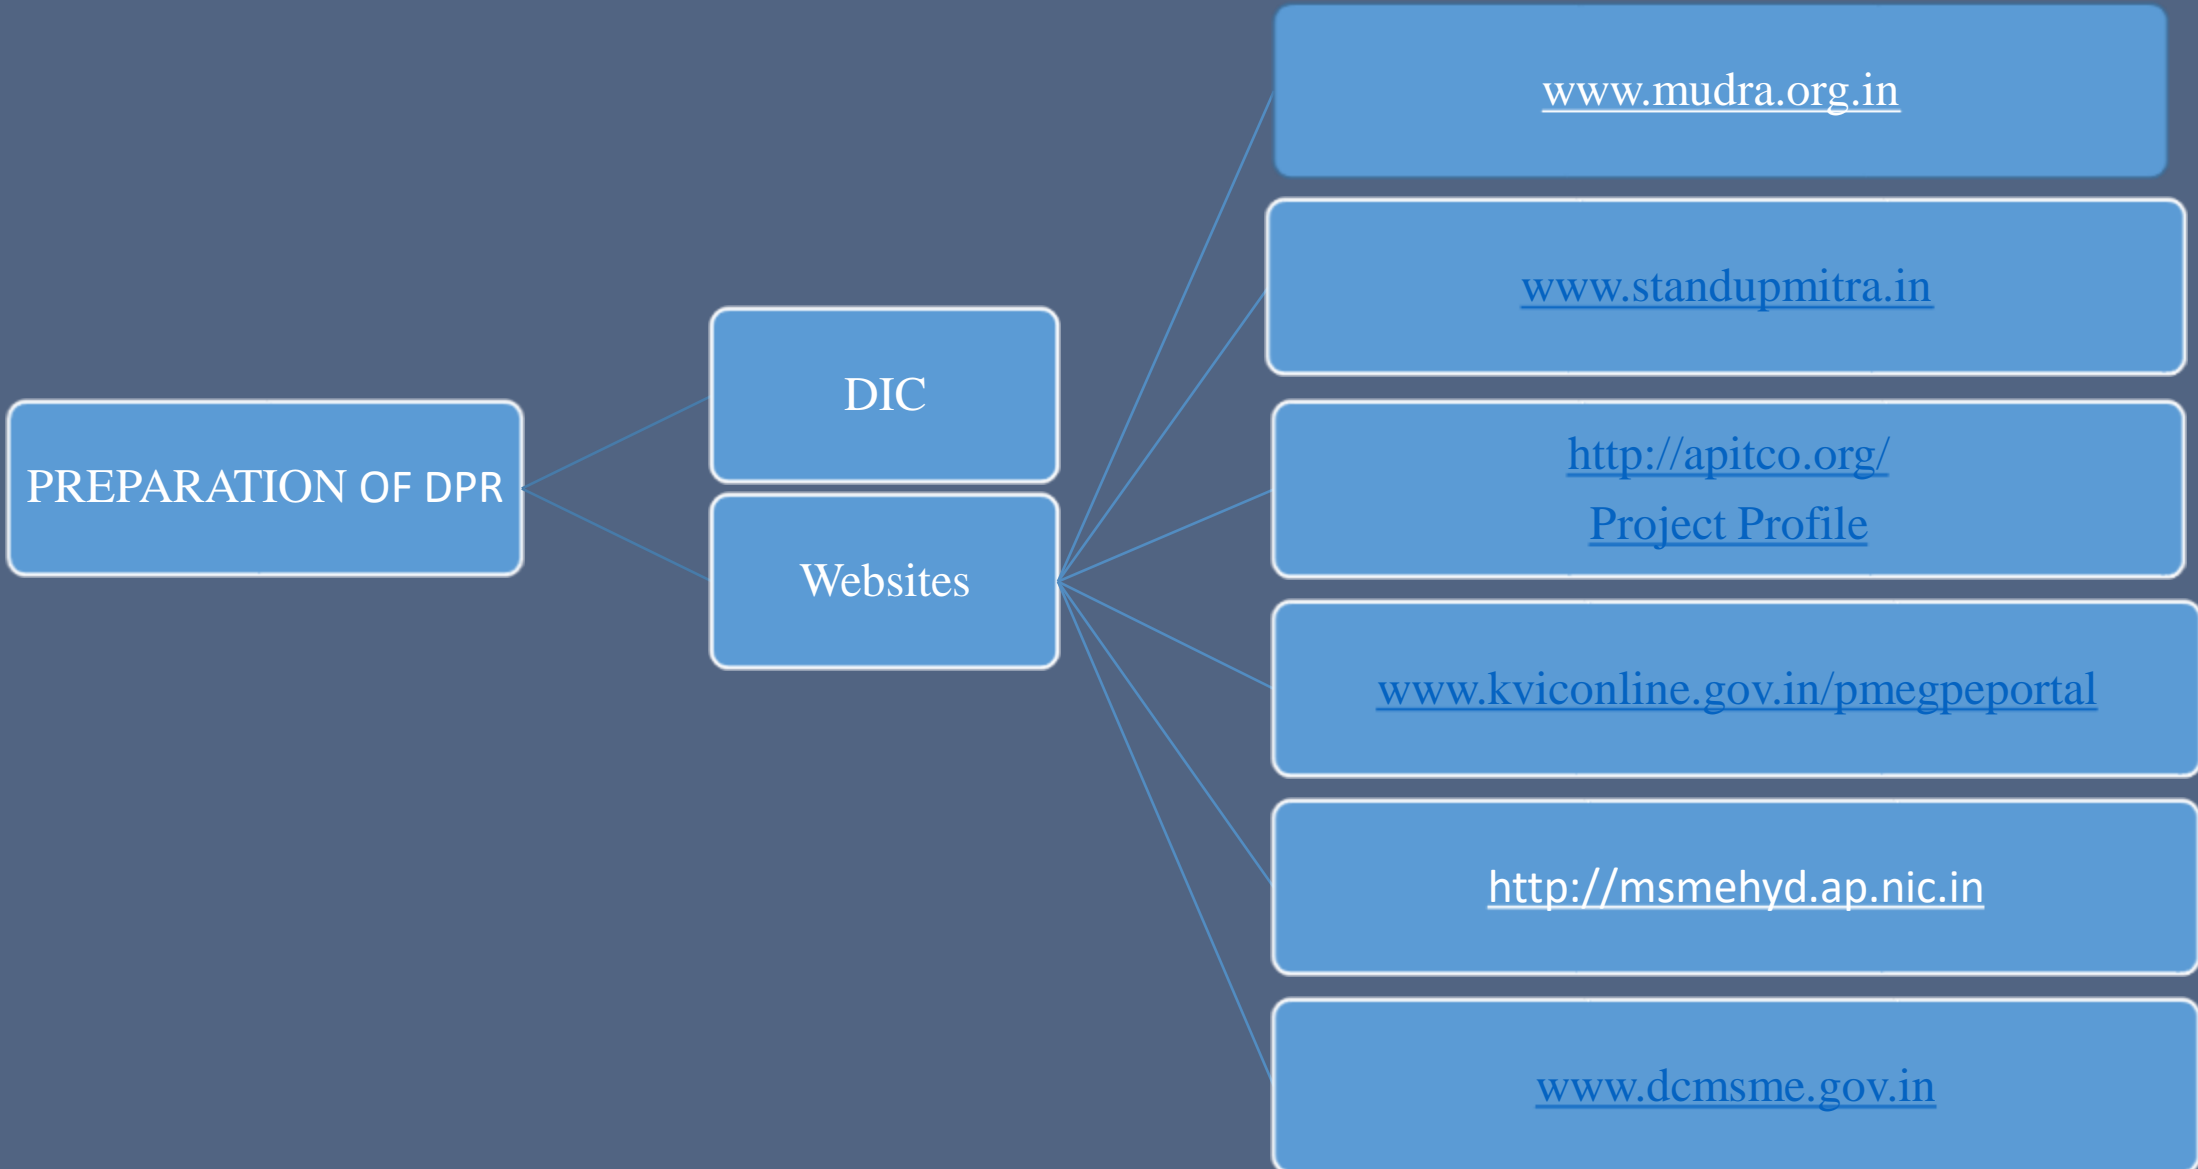 PREPARATION OF DPR
DIC
Websites
www.mudra.org.in
www.standupmitra.in
http://apitco.org/
Project Profile
www.kviconline.gov.in/pmegpeportal
http://msmehyd.ap.nic.in
www.dcmsme.gov.in